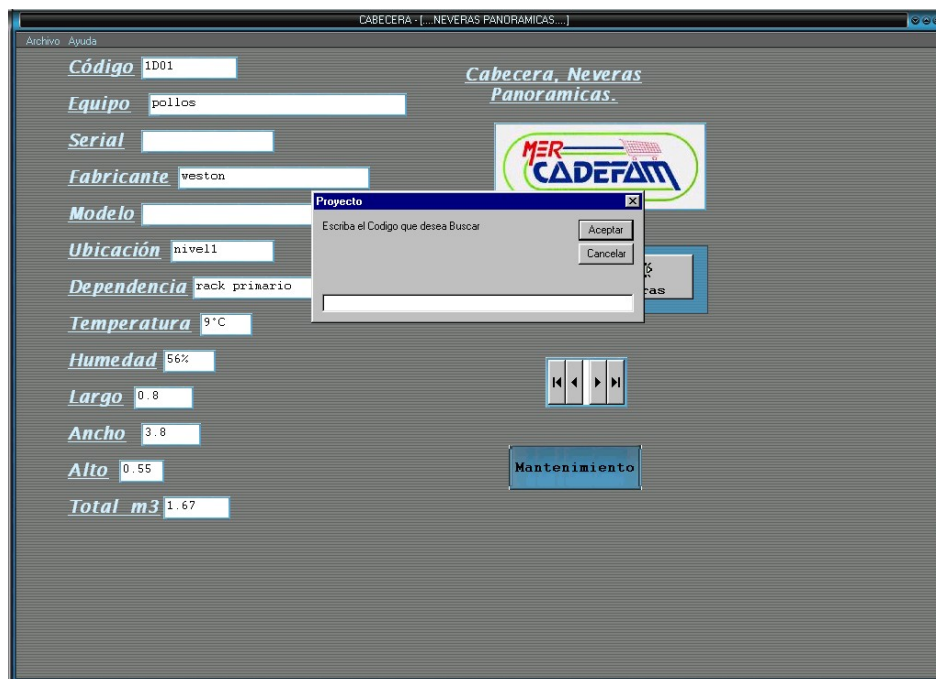 CABECERA - [....NEVERAS PANORAMICAS....]
Archivo Ayuda
Código 1D01
Equipo pollos
Serial
Fabricante weston
Modelo
Ubicación nivel1
Dependencia rack primario
Temperatura 9°C
Humedad 56%
Largo 0.8
Ancho 3.8
Alto 0.55
Total m3 1.67
Cabecera, Neveras
Panoramicas.
MER
CADEFAM
Proyecto
Escriba el Codigo que desea Buscar
Aceptar
Cancelar
Mantenimiento